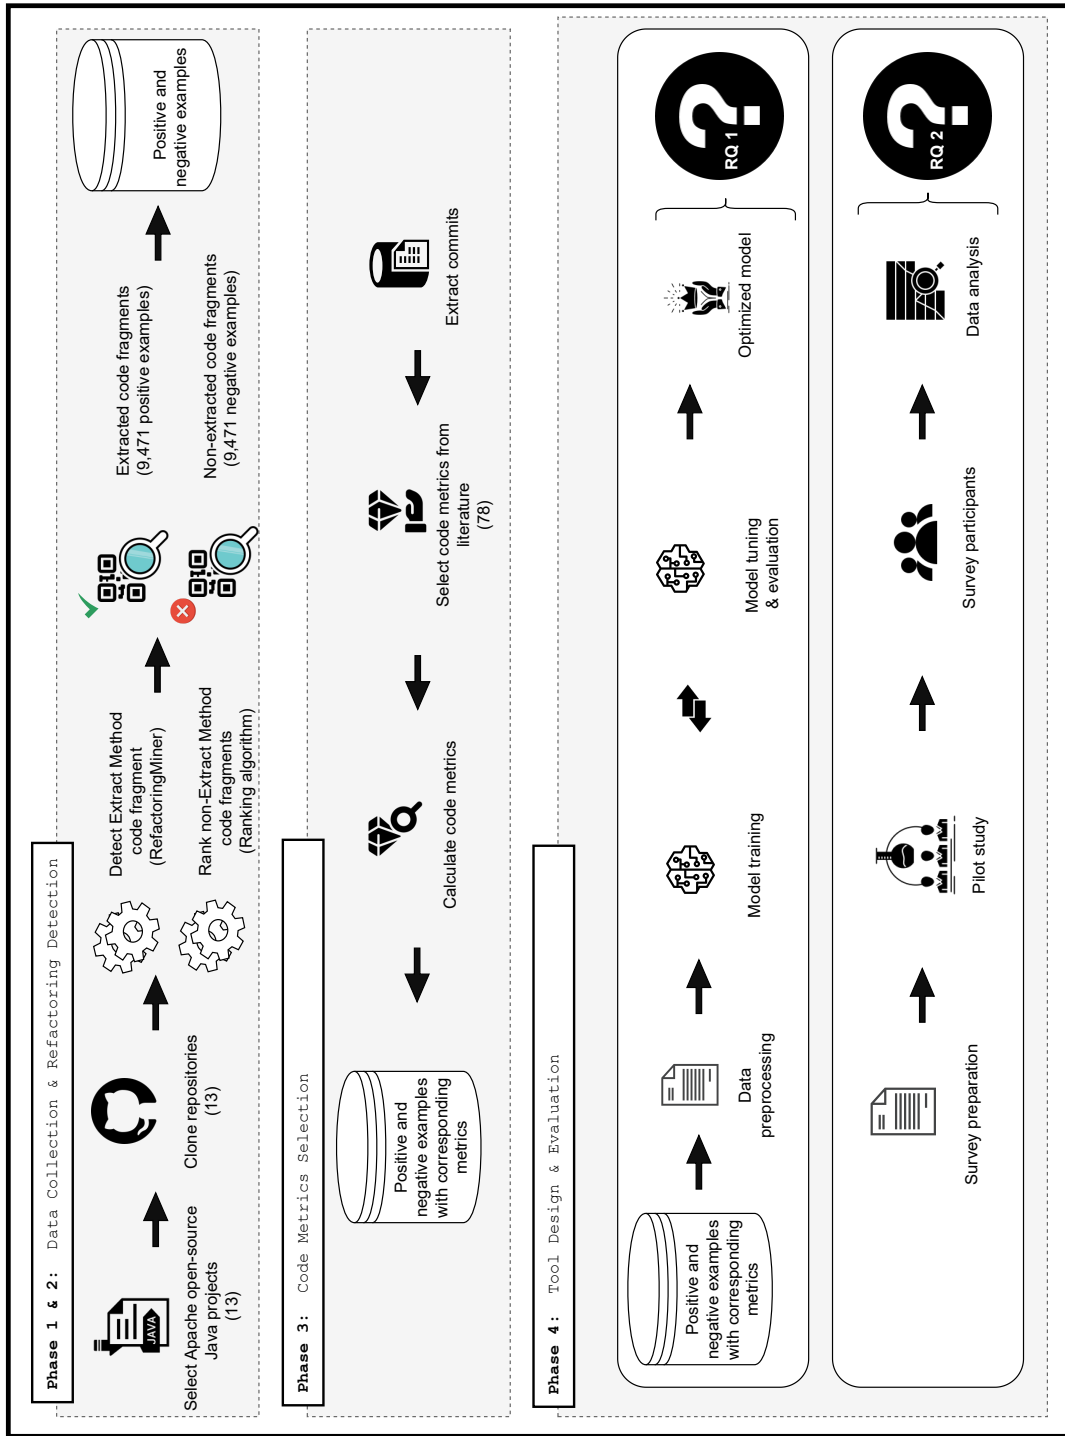 Phase 1 & 2: Data Collection & Refactoring Detection
Select Apache open-source
Java projects
(13)
JAVA
Clone repositories
(13)
Detect Extract Method
code fragment
(RefactoringMiner)
Rank non-Extract Method
code fragments
(Ranking algorithm)
Extracted code fragments
(9,471 positive examples)
Non-extracted code fragments
(9,471 negative examples)
Positive and
negative examples
Phase 3: Code Metrics Selection
Positive and
negative examples
with corresponding
metrics
Calculate code metrics
Select code metrics from
literature
(78)
Extract commits
Phase 4: Tool Design & Evaluation
Positive and
negative examples
with corresponding
metrics
Data
preprocessing
Model training
Model tuning
& evaluation
Optimized model
RQ 1
?
Survey preparation
Pilot study
Survey participants
Data analysis
RQ 2
?